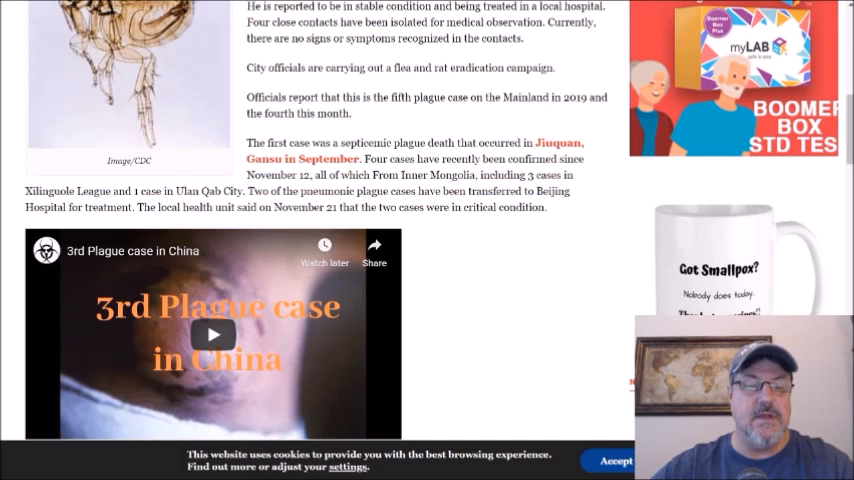 He is reported to be in stable condition and being treated in a local hospital.
Four close contacts have been isolated for medical observation. Currently,
there are no signs or symptoms recognized in the contacts.
City officials are carrying out a flea and rat eradication campaign.
Officials report that this is the fifth plague case on the Mainland in 2019 and
the fourth this month.
The first case was a septicemic plague death that occurred in Jiuquan,
Gansu in September. Four cases have recently been confirmed since
November 12, all of which From Inner Mongolia, including 3 cases in
Xilinguole League and 1 case in Ulan Qab City. Two of the pneumonic plague cases have been transferred to Beijing
Hospital for treatment. The local health unit said on November 21 that the two cases were in critical condition.
Image/CDC
3rd Plague case in China
Watch later
Share
3rd Plague case
in China
Boomer
Box
Plus
myLAB
BOOMER
BOX
STD TES
Got Smallpox?
Nobody does today.
This website uses cookies to provide you with the best browsing experience.
Find out more or adjust your settings.
Accept